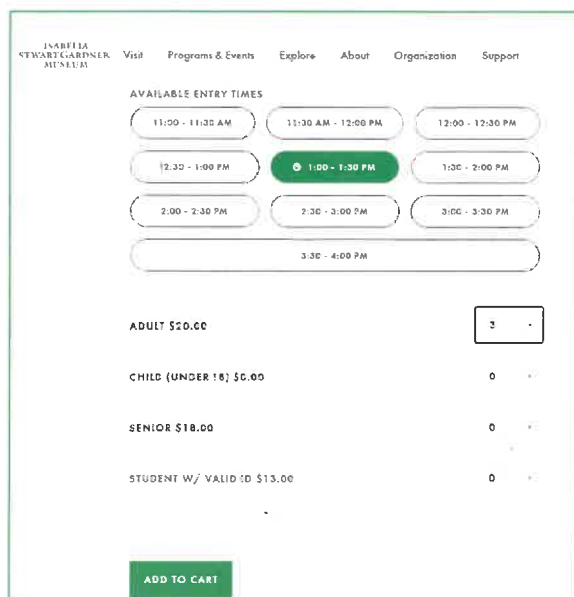 ISABELLA
STEWART GARDNER
MUSEUM
Visit Programs & Events Explore About Organization Support
AVAILABLE ENTRY TIMES
11:00 - 11:30 AM 11:30 AM - 12:00 PM 12:00 - 12:30 PM
12:30 - 1:00 PM 1:00 - 1:30 PM 1:30 - 2:00 PM
2:00 - 2:30 PM 2:30 - 3:00 PM 3:00 - 3:30 PM
3:30 - 4:00 PM
ADULT $20.00 3
CHILD (UNDER 18) $0.00 0
SENIOR $18.00 0
STUDENT W/ VALID ID $13.00 0
ADD TO CART